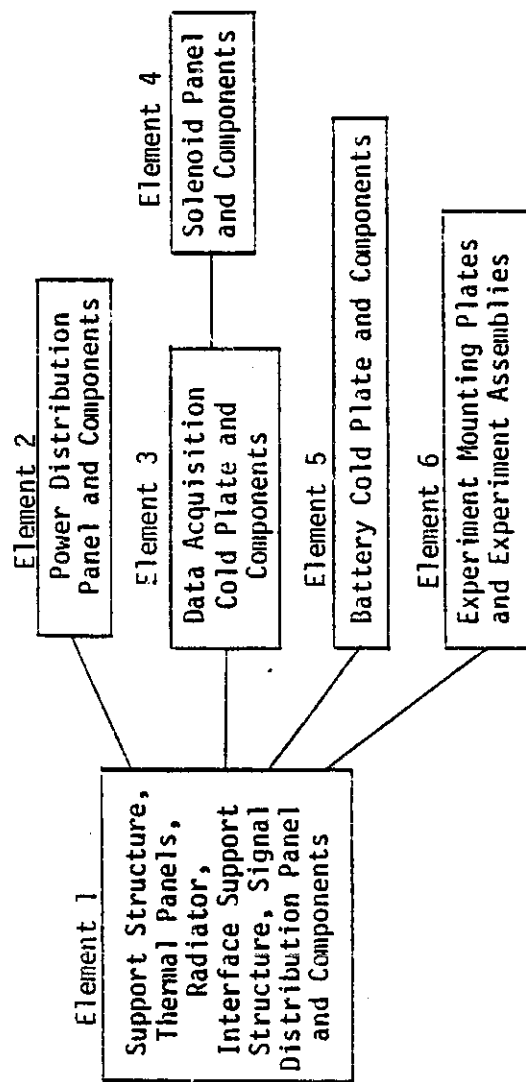 Element 1
Support Structure,
Thermal Panels,
Radiator,
Interface Support
Structure, Signal
Distribution Panel
and Components
Element 2
Power Distribution
Panel and Components
Element 3
Data Acquisition
Cold Plate and
Components
Element 4
Solenoid Panel
and Components
Element 5
Battery Cold Plate and Components
Element 6
Experiment Mounting Plates
and Experiment Assemblies